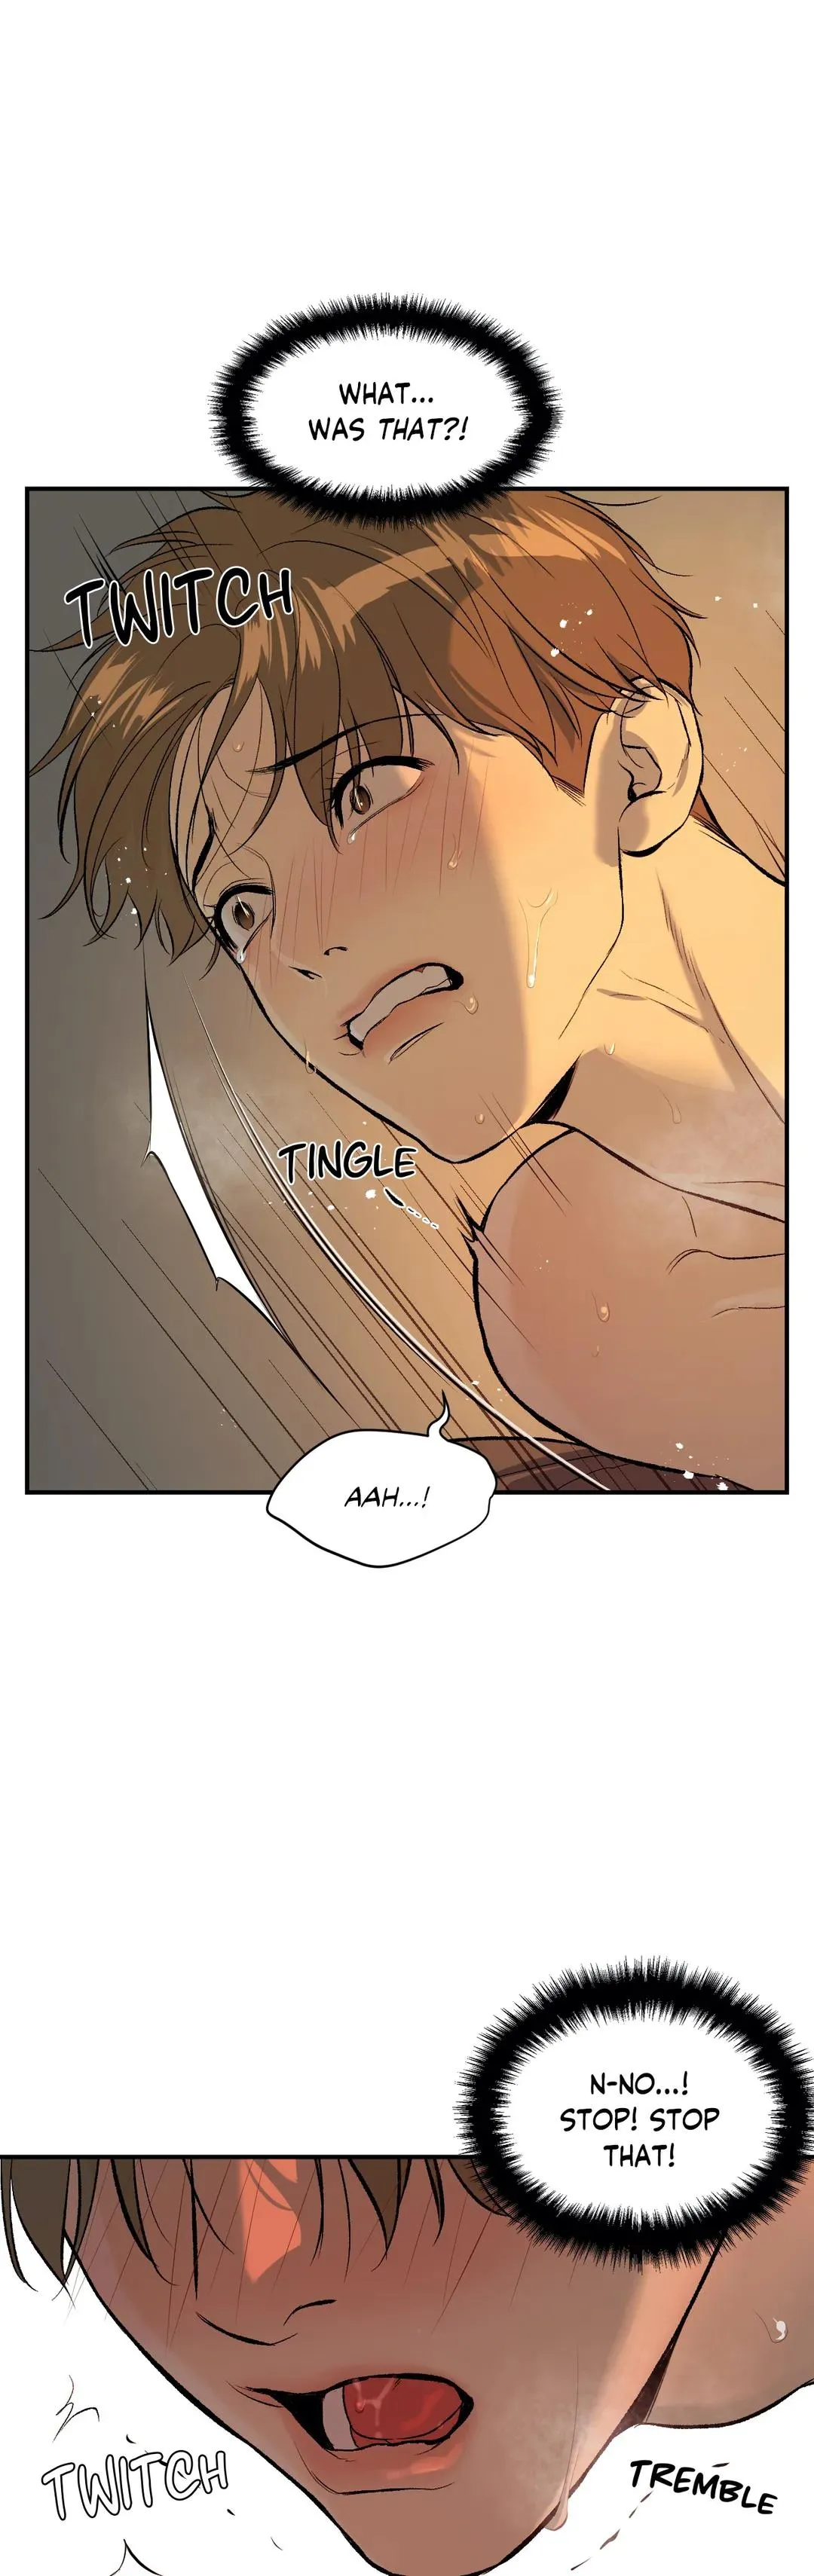 WHAT...
WAS THAT?!
TWITCH
TINGLE
AAH...!
N-NO...!
STOP! STOP
THAT!
TWITCH
TREMBLE